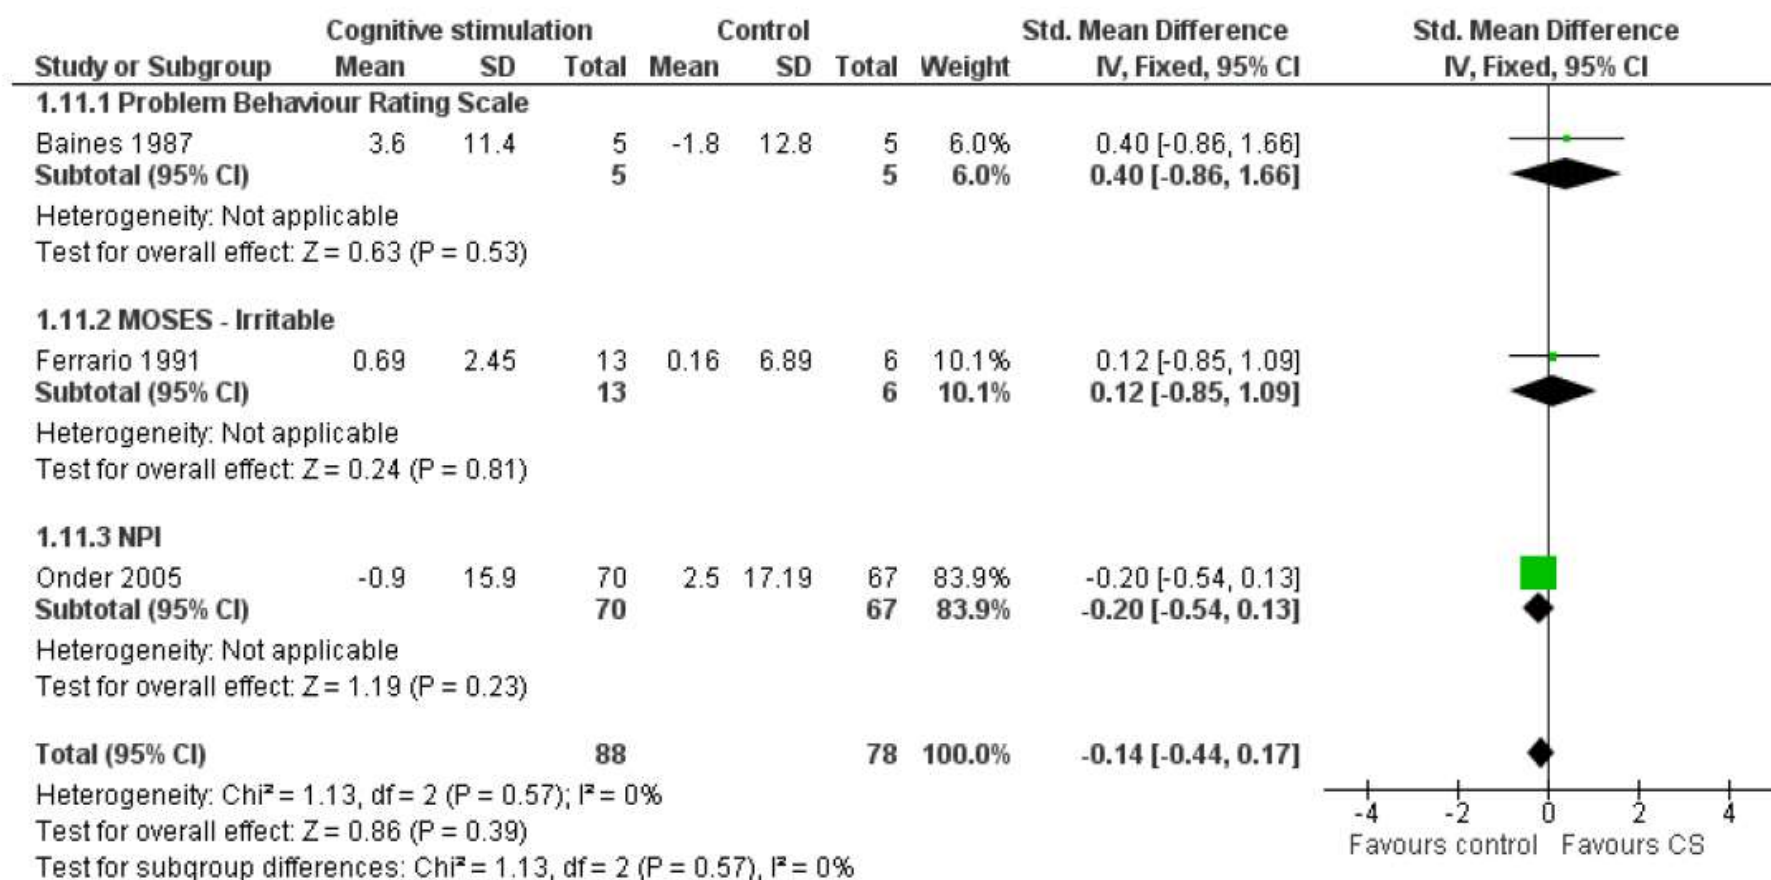 Cognitive stimulation Control Std. Mean Difference Std. Mean Difference
Study or Subgroup Mean SD Total Mean SD Total Weight IV, Fixed, 95% CI IV, Fixed, 95% CI
1.11.1 Problem Behaviour Rating Scale
Baines 1987 3.6 11.4 5 -1.8 12.8 5 6.0% 0.40 [-0.86, 1.66]
Subtotal (95% CI) 5 5 6.0% 0.40 [-0.86, 1.66]
Heterogeneity: Not applicable
Test for overall effect: Z = 0.63 (P = 0.53)
1.11.2 MOSES - Irritable
Ferrario 1991 0.69 2.45 13 0.16 6.89 6 10.1% 0.12 [-0.85, 1.09]
Subtotal (95% CI) 13 6 10.1% 0.12 [-0.85, 1.09]
Heterogeneity: Not applicable
Test for overall effect: Z = 0.24 (P = 0.81)
1.11.3 NPI
Onder 2005 -0.9 15.9 70 2.5 17.19 67 83.9% -0.20 [-0.54, 0.13]
Subtotal (95% CI) 70 67 83.9% -0.20 [-0.54, 0.13]
Heterogeneity: Not applicable
Test for overall effect: Z = 1.19 (P = 0.23)
Total (95% CI) 88 78 100.0% -0.14 [-0.44, 0.17]
Heterogeneity: Chi² = 1.13, df = 2 (P = 0.57); I² = 0%
Test for overall effect: Z = 0.86 (P = 0.39)
Test for subgroup differences: Chi² = 1.13, df = 2 (P = 0.57), I² = 0%
-4 -2 0 2 4
Favours control Favours CS